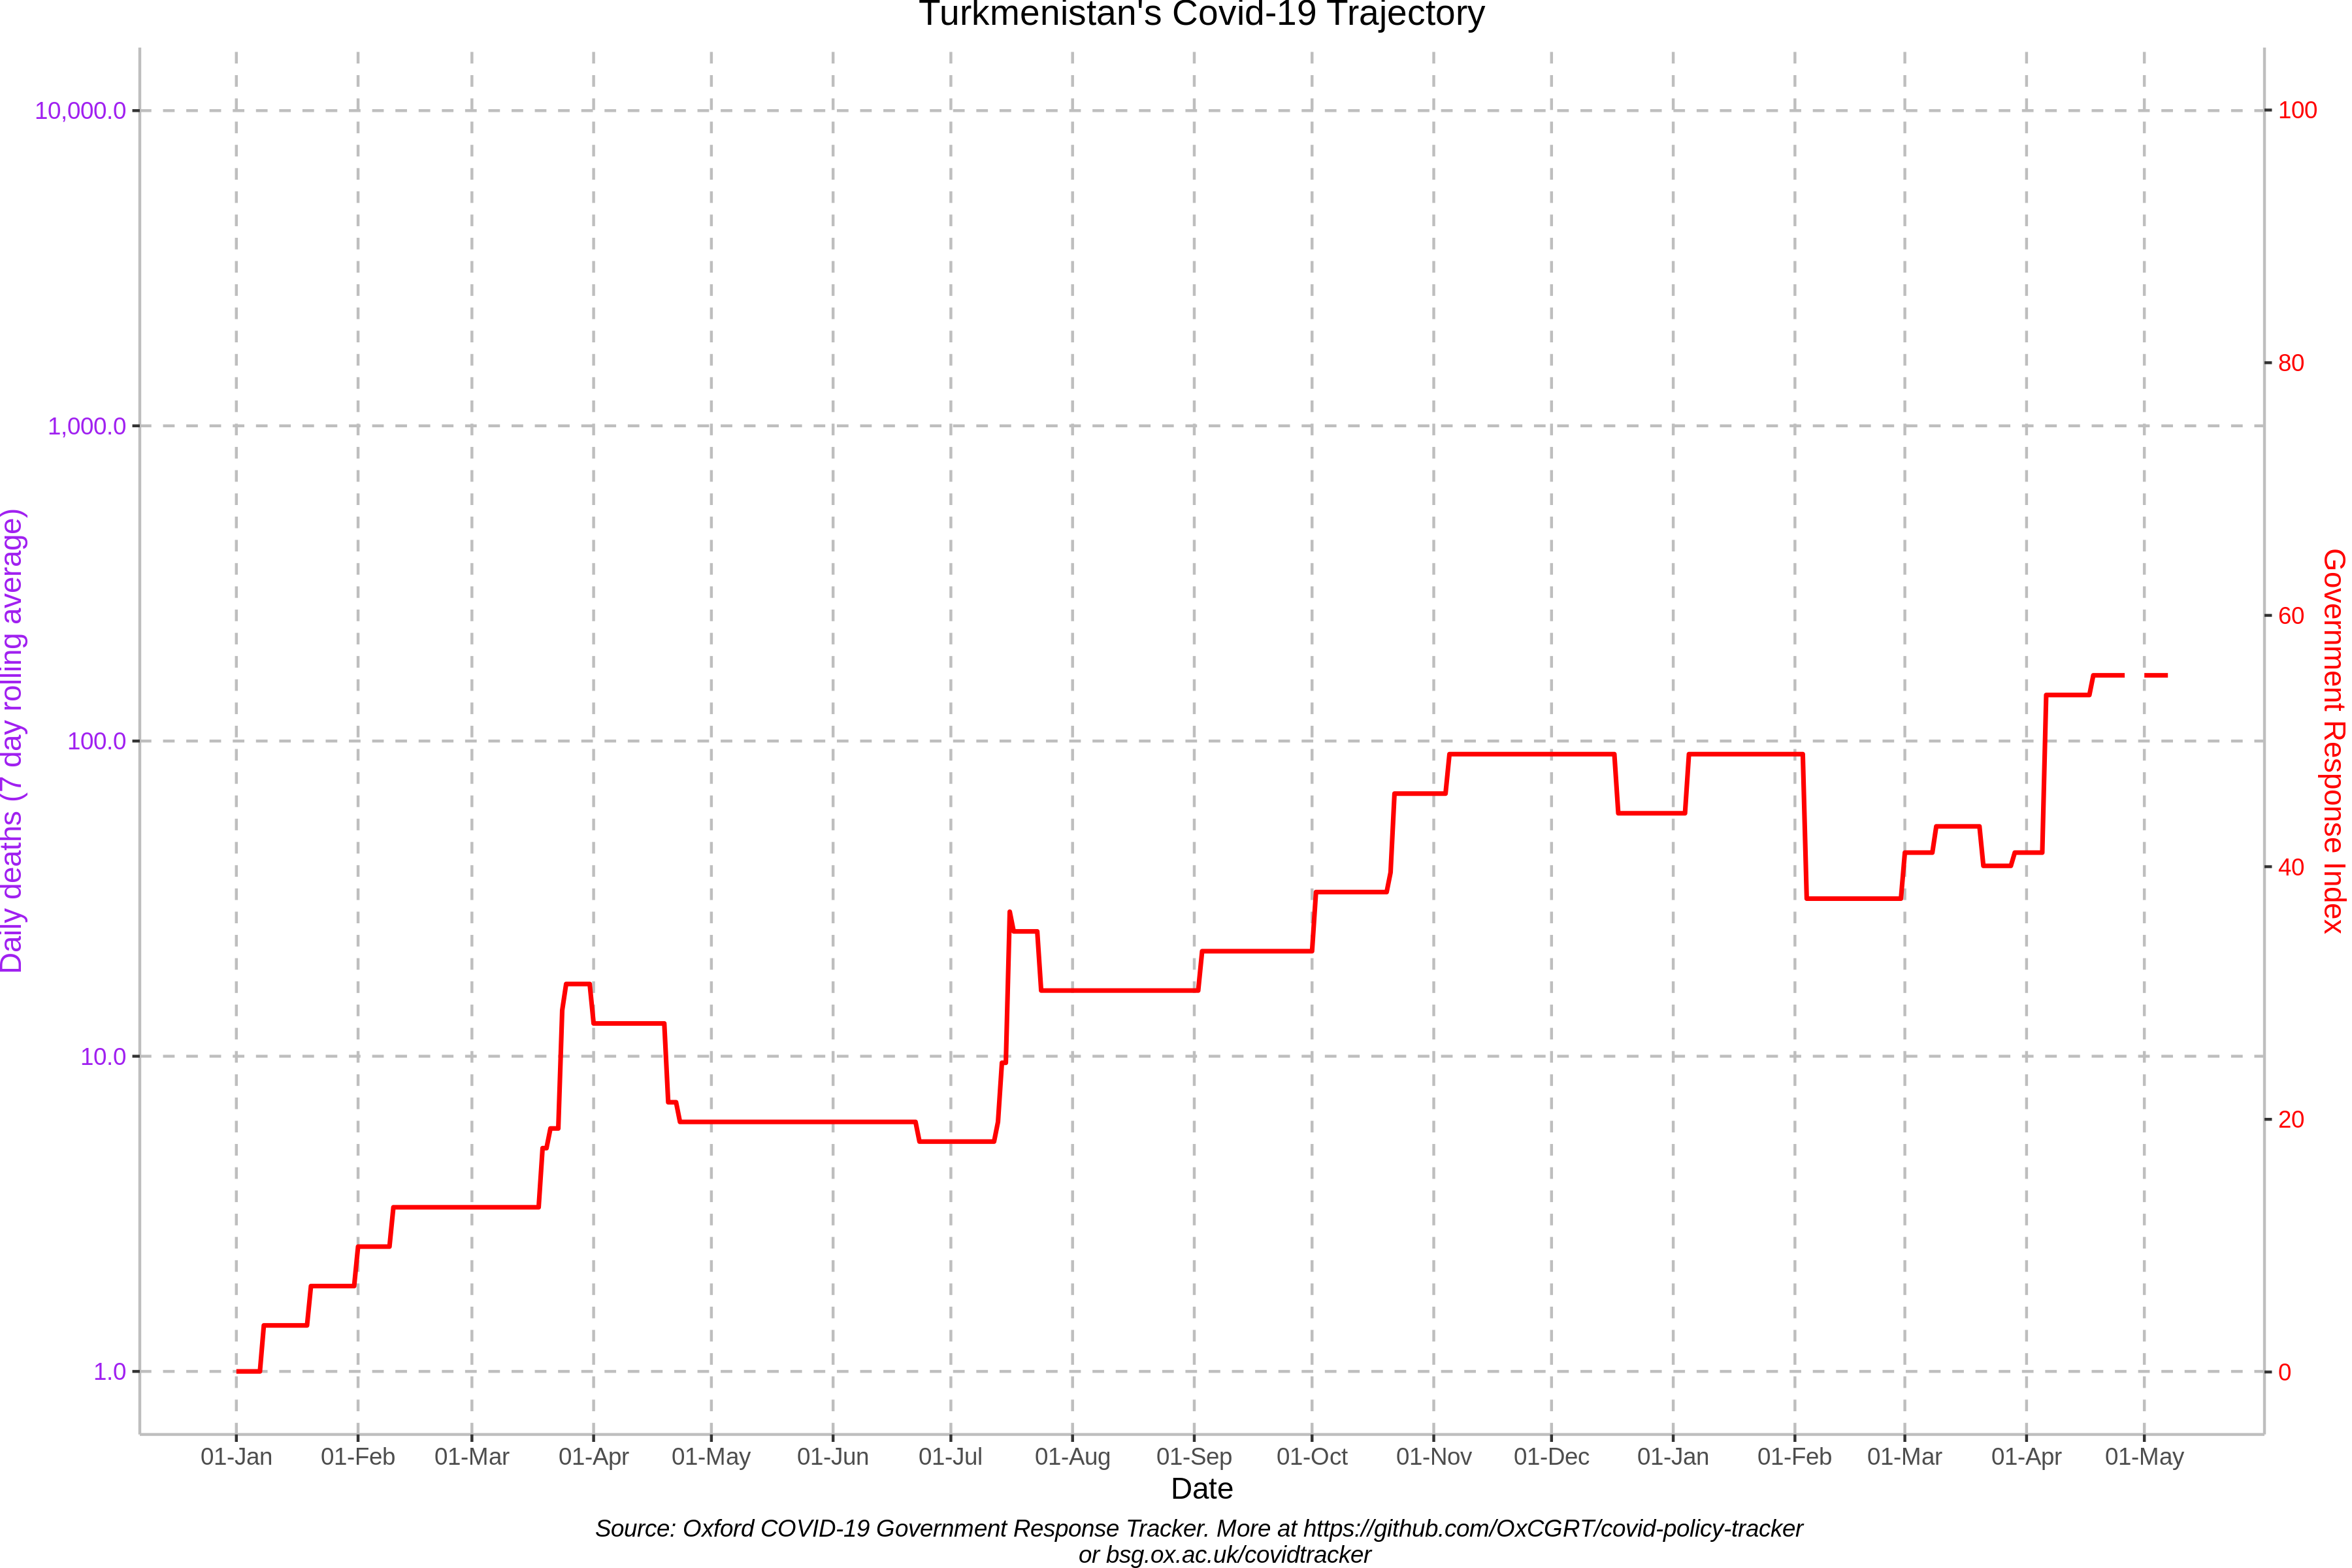 Turkmenistan's Covid-19 Trajectory
10,000.0
1,000.0
100.0
10.0
1.0
Daily deaths (7 day rolling average)
100
80
60
40
20
0
Government Response Index
01-Jan 01-Feb 01-Mar 01-Apr 01-May 01-Jun 01-Jul 01-Aug 01-Sep 01-Oct 01-Nov 01-Dec 01-Jan 01-Feb 01-Mar 01-Apr 01-May
Date
Source: Oxford COVID-19 Government Response Tracker. More at https://github.com/OxCGRT/covid-policy-tracker
or bsg.ox.ac.uk/covidtracker